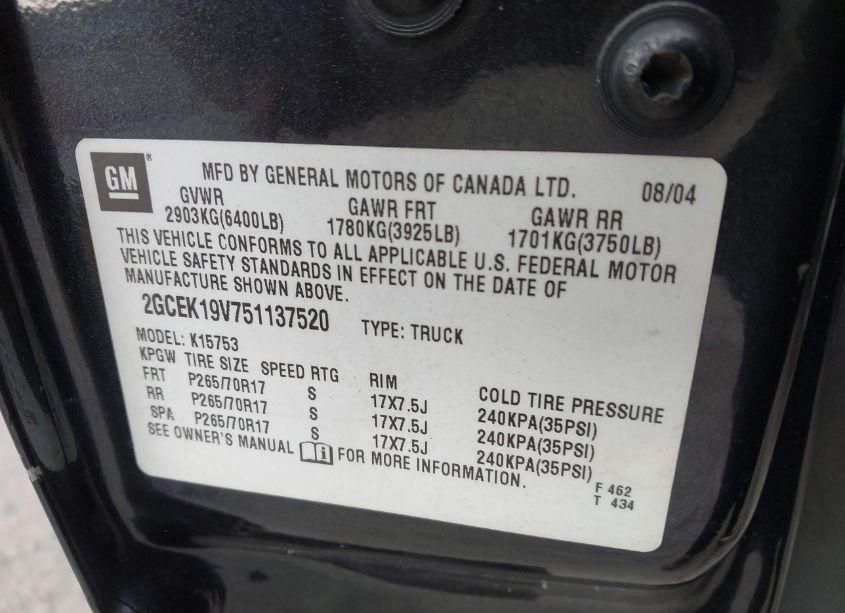 GM® MFD BY GENERAL MOTORS OF CANADA LTD. 08/04
GVWR GAWR FRT GAWR RR
2903KG(6400LB) 1780KG(3925LB) 1701KG(3750LB)
THIS VEHICLE CONFORMS TO ALL APPLICABLE U.S. FEDERAL MOTOR
VEHICLE SAFETY STANDARDS IN EFFECT ON THE DATE OF
MANUFACTURE SHOWN ABOVE.
2GCEK19V751137520 TYPE: TRUCK
MODEL: K15753
KPGW TIRE SIZE SPEED RTG RIM COLD TIRE PRESSURE
FRT P265/70R17 S 17X7.5J 240KPA(35PSI)
RR P265/70R17 S 17X7.5J 240KPA(35PSI)
SPA P265/70R17 S 17X7.5J 240KPA(35PSI)
SEE OWNER'S MANUAL FOR MORE INFORMATION.
F 462
T 434